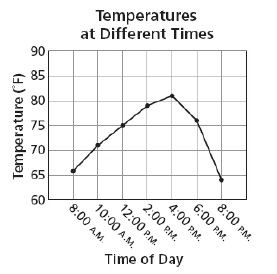 Temperatures
at Different Times
Temperature (°F)
90
85
80
75
70
65
60
8:00 A.M.
10:00 A.M.
12:00 P.M.
2:00 P.M.
4:00 P.M.
6:00 P.M.
8:00 P.M.
Time of Day